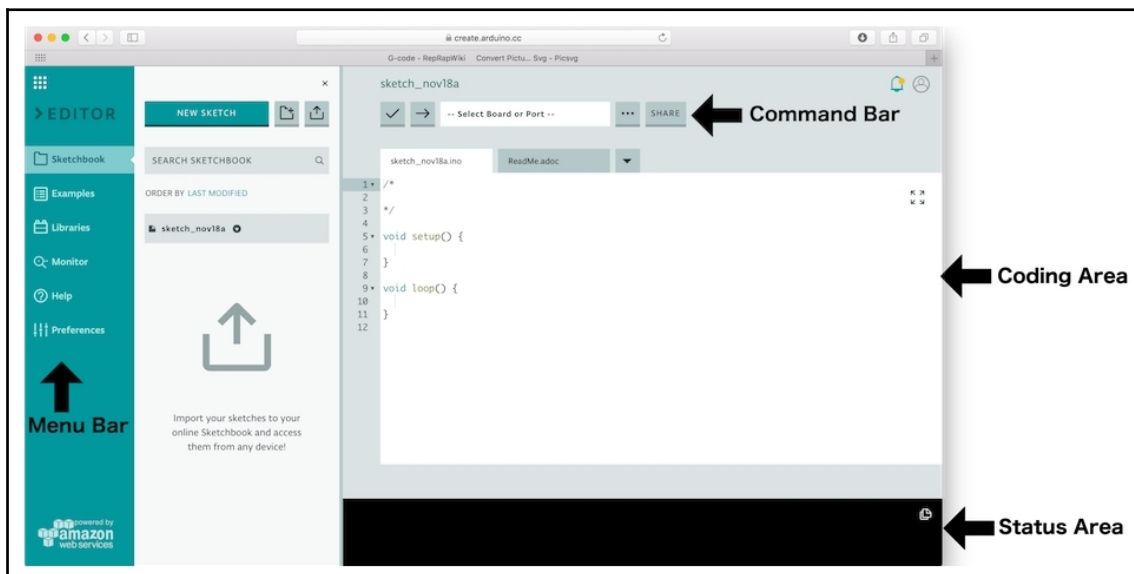 create.arduino.cc
G-code - RepRapWiki
Convert Pictu... Svg - Picsvg
>EDITOR
Sketchbook
Examples
Libraries
Monitor
Help
Preferences
Menu Bar
powered by
amazon
web services
×
NEW SKETCH
SEARCH SKETCHBOOK
ORDER BY LAST MODIFIED
sketch_nov18a
Import your sketches to your
online Sketchbook and access
them from any device!
sketch_nov18a
-- Select Board or Port --
SHARE
Command Bar
sketch_nov18a.ino
ReadMe.adoc
1 /*
2
3 */
4
5 void setup() {
6
7 }
8
9 void loop() {
10
11 }
12
Coding Area
Status Area